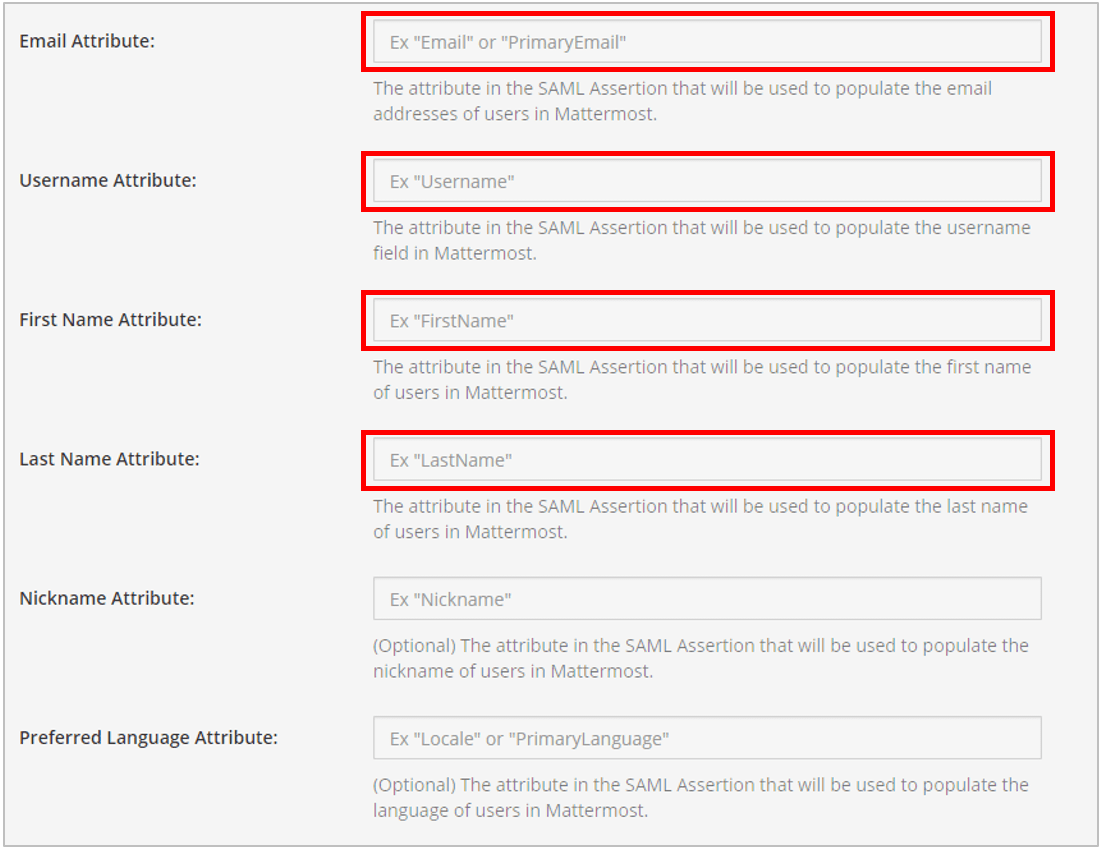 Email Attribute:
Ex "Email" or "PrimaryEmail"
The attribute in the SAML Assertion that will be used to populate the email
addresses of users in Mattermost.
Username Attribute:
Ex "Username"
The attribute in the SAML Assertion that will be used to populate the username
field in Mattermost.
First Name Attribute:
Ex "FirstName"
The attribute in the SAML Assertion that will be used to populate the first name
of users in Mattermost.
Last Name Attribute:
Ex "LastName"
The attribute in the SAML Assertion that will be used to populate the last name
of users in Mattermost.
Nickname Attribute:
Ex "Nickname"
(Optional) The attribute in the SAML Assertion that will be used to populate the
nickname of users in Mattermost.
Preferred Language Attribute:
Ex "Locale" or "PrimaryLanguage"
(Optional) The attribute in the SAML Assertion that will be used to populate the
language of users in Mattermost.